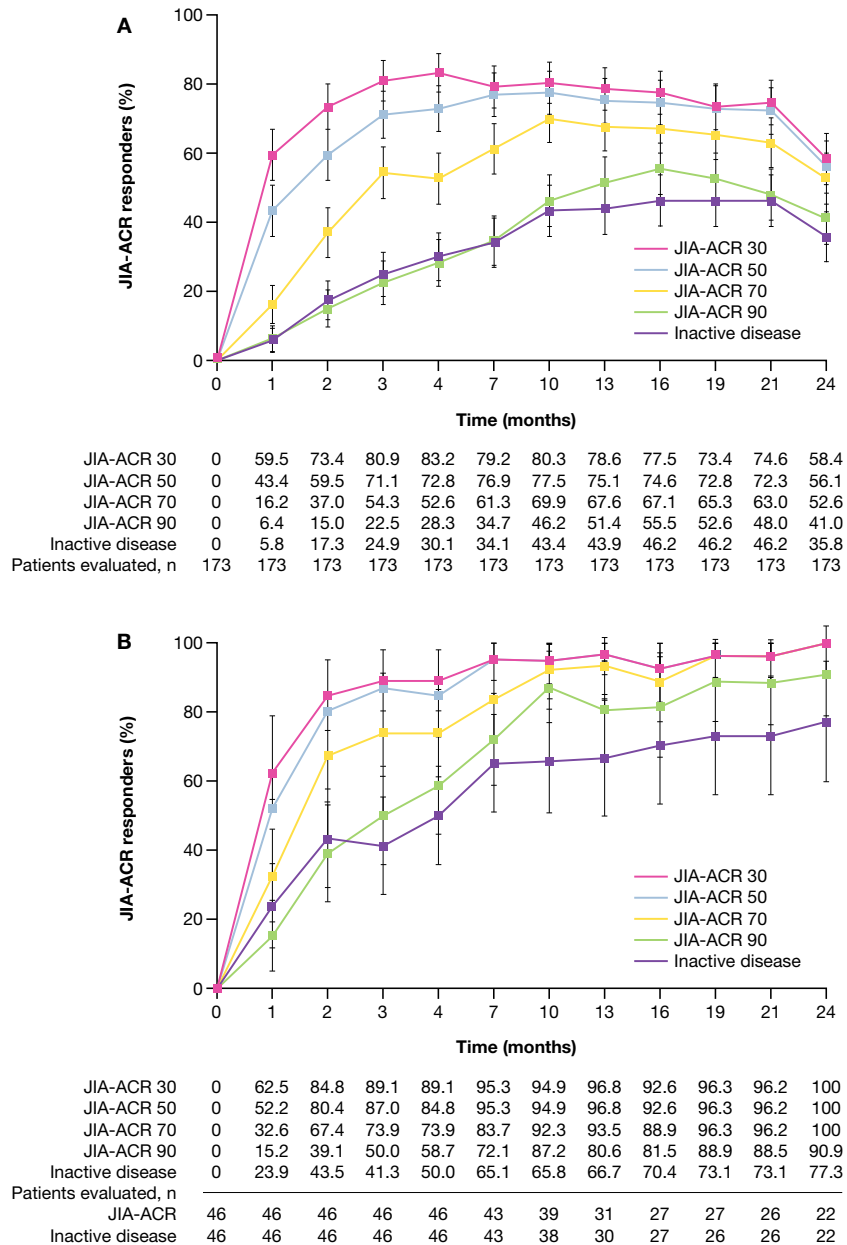 A
JIA-ACR responders (%)
100
80
60
40
20
0
JIA-ACR 30
JIA-ACR 50
JIA-ACR 70
JIA-ACR 90
Inactive disease
0 1 2 3 4 7 10 13 16 19 21 24
Time (months)
JIA-ACR 30 0 59.5 73.4 80.9 83.2 79.2 80.3 78.6 77.5 73.4 74.6 58.4
JIA-ACR 50 0 43.4 59.5 71.1 72.8 76.9 77.5 75.1 74.6 72.8 72.3 56.1
JIA-ACR 70 0 16.2 37.0 54.3 52.6 61.3 69.9 67.6 67.1 65.3 63.0 52.6
JIA-ACR 90 0 6.4 15.0 22.5 28.3 34.7 46.2 51.4 55.5 52.6 48.0 41.0
Inactive disease 0 5.8 17.3 24.9 30.1 34.1 43.4 43.9 46.2 46.2 46.2 35.8
Patients evaluated, n 173 173 173 173 173 173 173 173 173 173 173 173
B
JIA-ACR responders (%)
100
80
60
40
20
0
JIA-ACR 30
JIA-ACR 50
JIA-ACR 70
JIA-ACR 90
Inactive disease
0 1 2 3 4 7 10 13 16 19 21 24
Time (months)
JIA-ACR 30 0 62.5 84.8 89.1 89.1 95.3 94.9 96.8 92.6 96.3 96.2 100
JIA-ACR 50 0 52.2 80.4 87.0 84.8 95.3 94.9 96.8 92.6 96.3 96.2 100
JIA-ACR 70 0 32.6 67.4 73.9 73.9 83.7 92.3 93.5 88.9 96.3 96.2 100
JIA-ACR 90 0 15.2 39.1 50.0 58.7 72.1 87.2 80.6 81.5 88.9 88.5 90.9
Inactive disease 0 23.9 43.5 41.3 50.0 65.1 65.8 66.7 70.4 73.1 73.1 77.3
Patients evaluated, n
JIA-ACR 46 46 46 46 46 43 39 31 27 27 26 22
Inactive disease 46 46 46 46 46 43 38 30 27 26 26 22